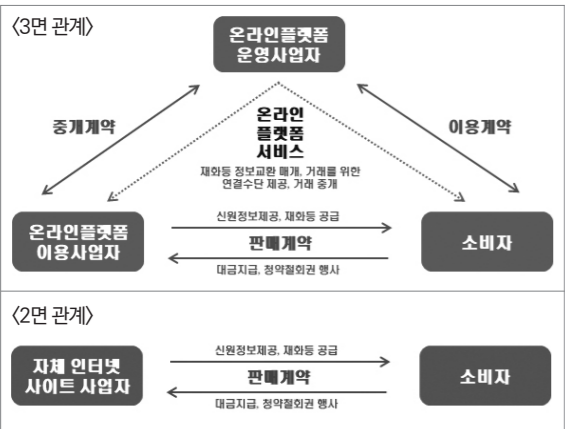 〈3면 관계〉
온라인플랫폼
운영사업자
중개계약
온라인
플랫폼
서비스
이용계약
재화등 정보교환 매개, 거래를 위한
연결수단 제공, 거래 중개
온라인플랫폼
이용사업자
신원정보제공, 재화등 공급
판매계약
대금지급, 청약철회권 행사
소비자
〈2면 관계〉
자체 인터넷
사이트 사업자
신원정보제공, 재화등 공급
판매계약
대금지급, 청약철회권 행사
소비자